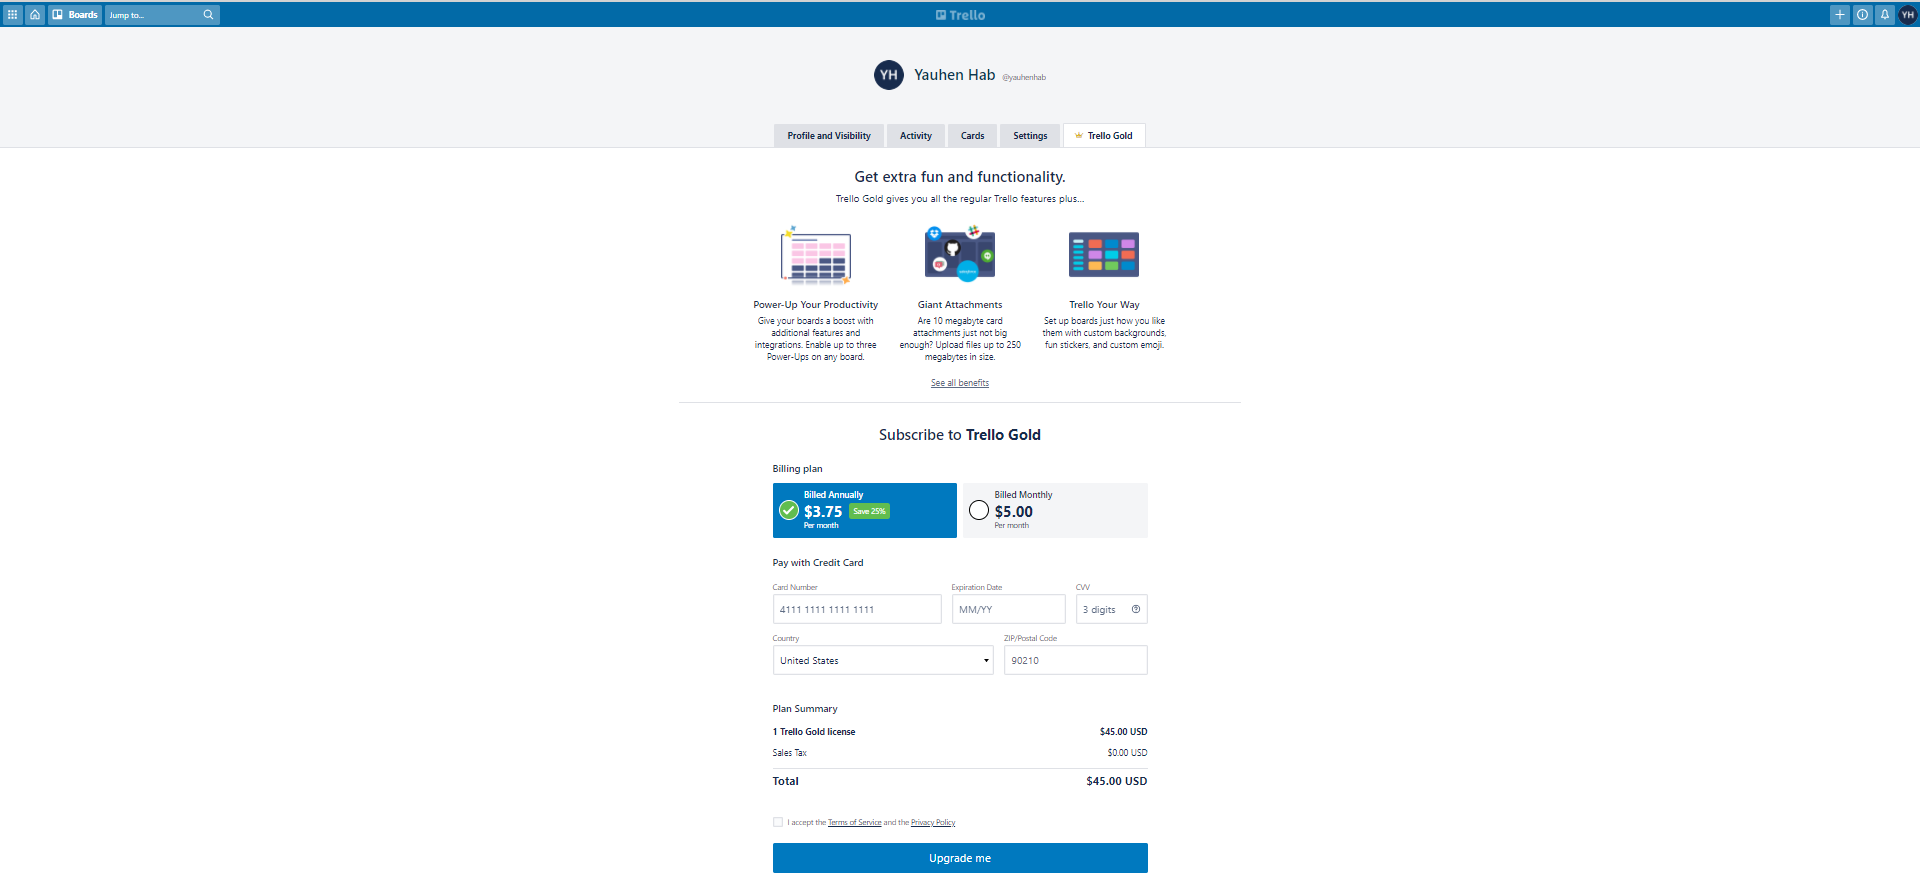 Boards
Jump to...
Trello
YH
YH
Yauhen Hab @yauhenhab
Profile and Visibility
Activity
Cards
Settings
Trello Gold
Get extra fun and functionality.
Trello Gold gives you all the regular Trello features plus...
Power-Up Your Productivity
Give your boards a boost with
additional features and
integrations. Enable up to three
Power-Ups on any board.
Giant Attachments
Are 10 megabyte card
attachments just not big
enough? Upload files up to 250
megabytes in size.
Trello Your Way
Set up boards just how you like
them with custom backgrounds,
fun stickers, and custom emoji.
See all benefits
Subscribe to Trello Gold
Billing plan
Billed Annually
$3.75 Save 25%
Per month
Billed Monthly
$5.00
Per month
Pay with Credit Card
Card Number
4111 1111 1111 1111
Expiration Date
MM/YY
CVV
3 digits
Country
United States
ZIP/Postal Code
90210
Plan Summary
1 Trello Gold license $45.00 USD
Sales Tax $0.00 USD
Total $45.00 USD
I accept the Terms of Service and the Privacy Policy
Upgrade me